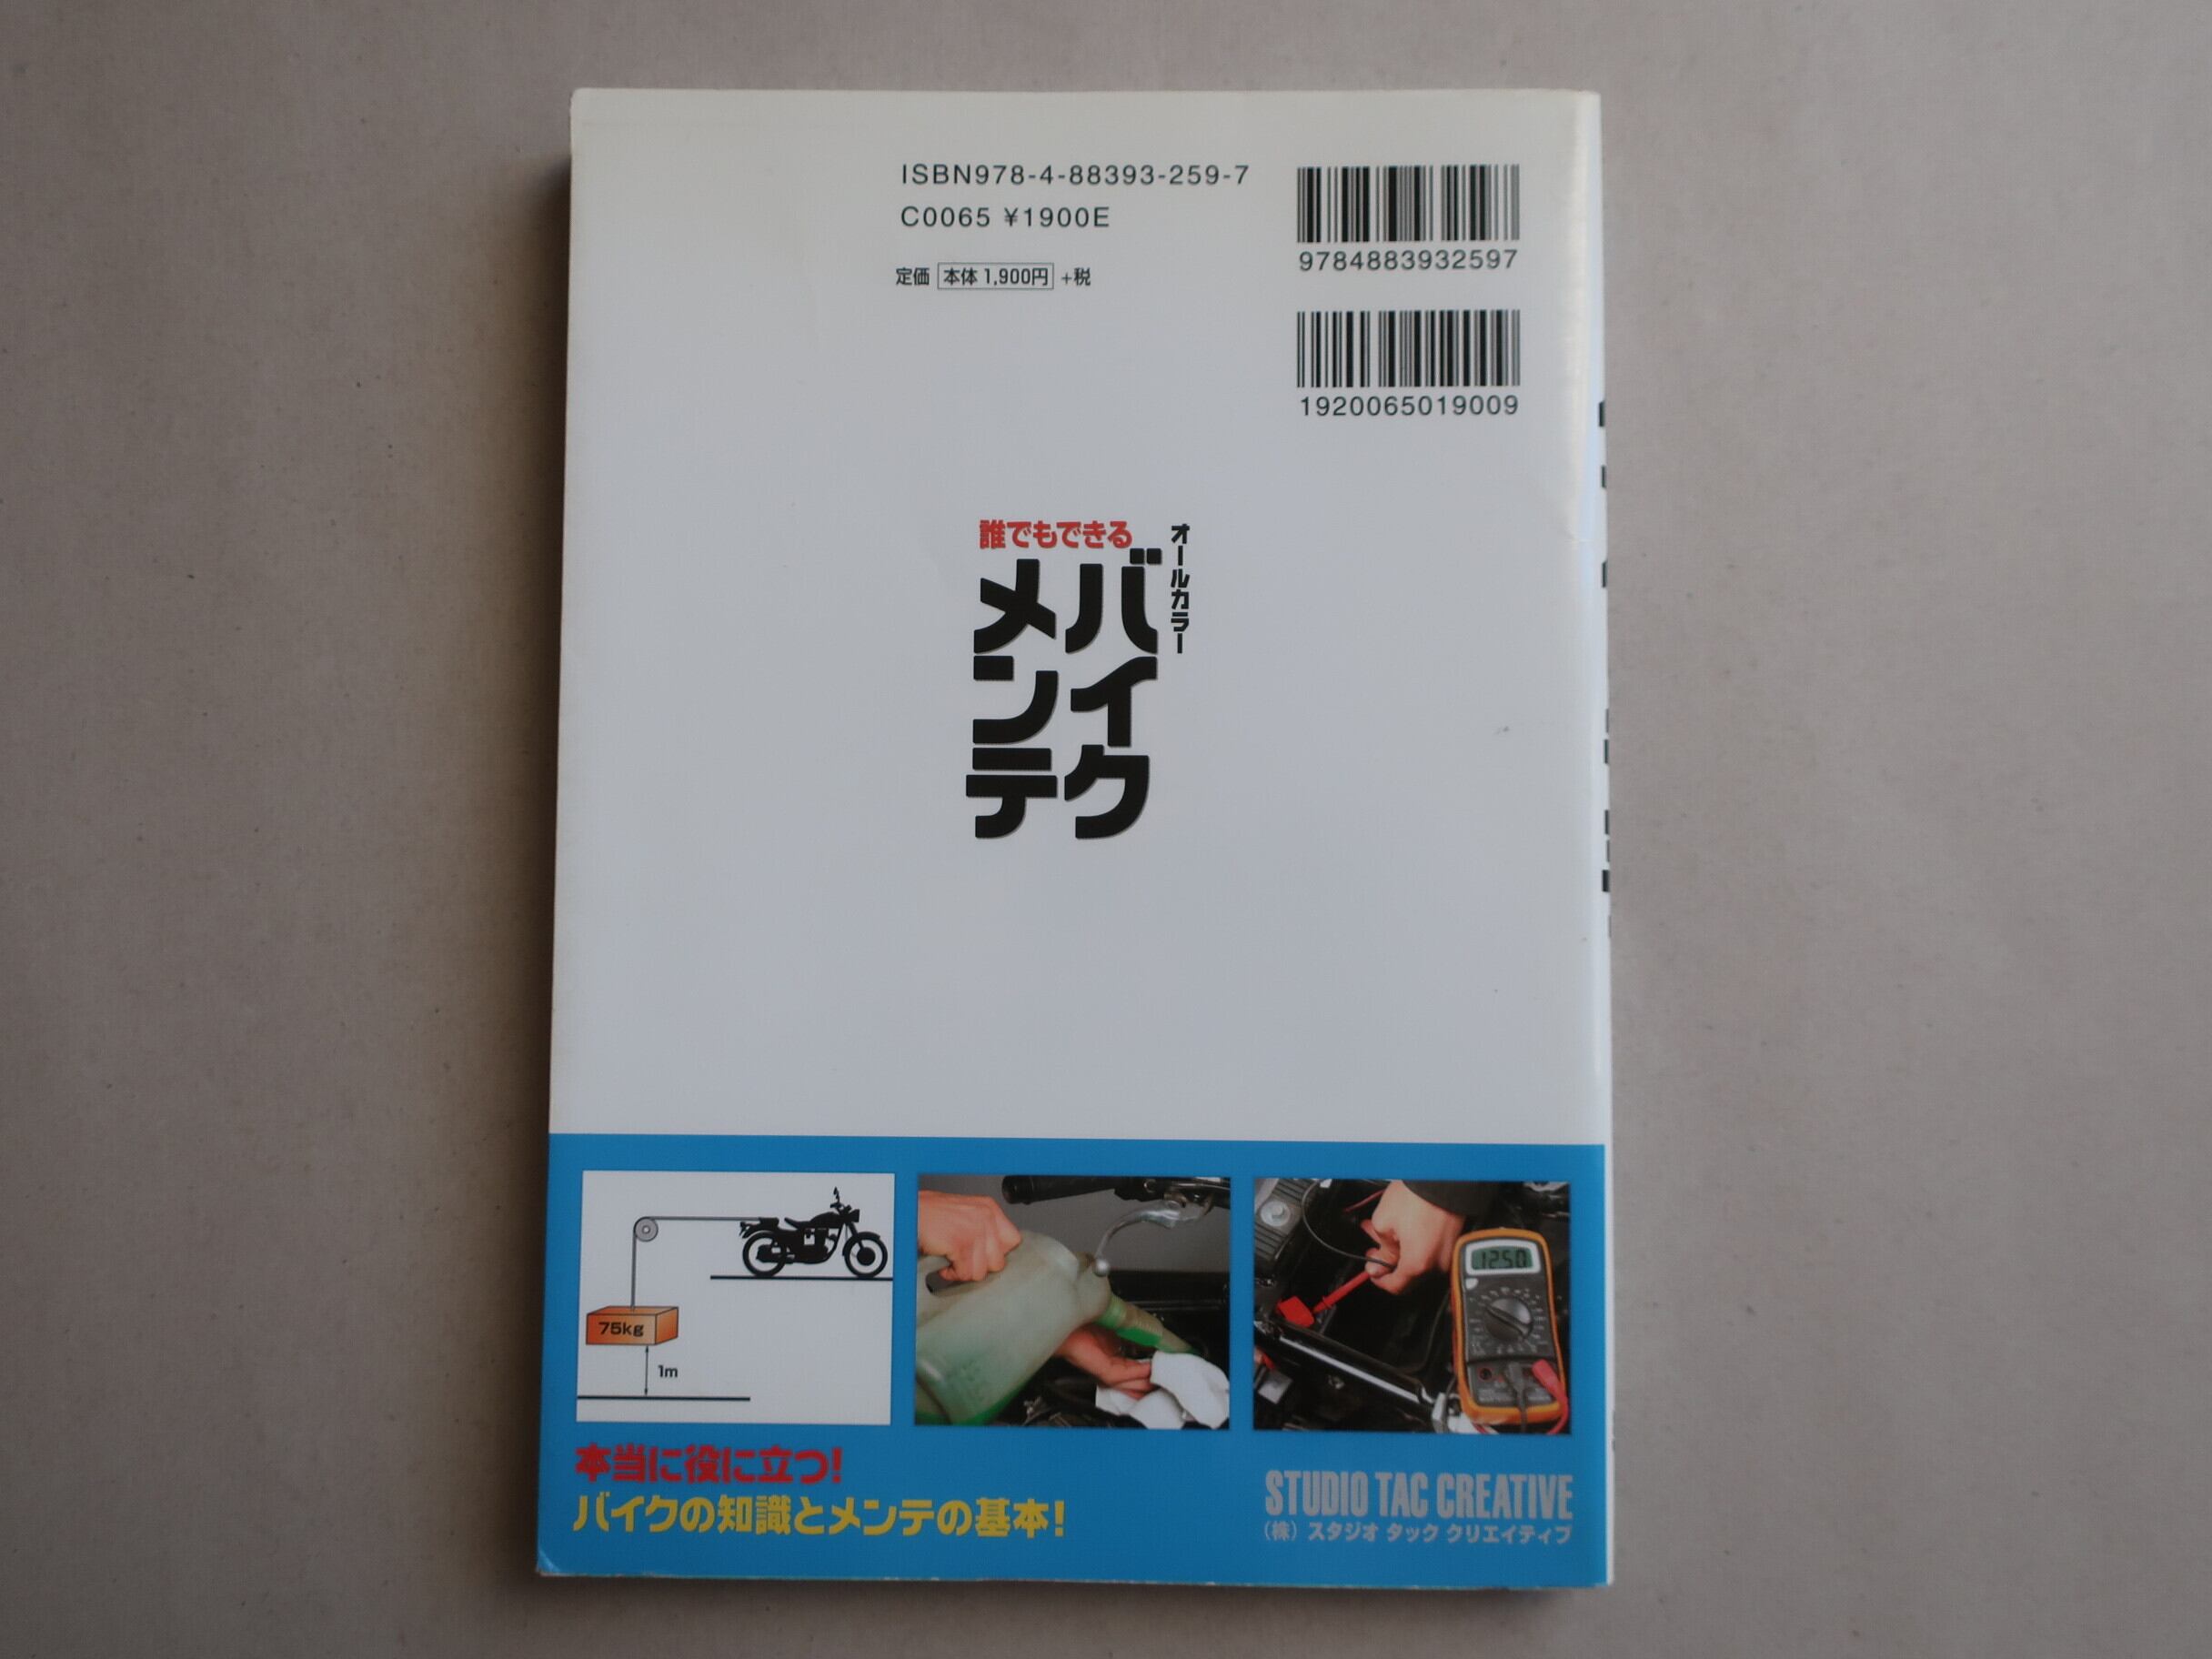 ISBN978-4-88393-259-7
C0065 ¥1900E
定価 本体 1,900円 +税
9784883932597
1920065019009
オールカラー
誰でもできる
バイク
メンテ
75kg
1m
12.50
本当に役に立つ!
バイクの知識とメンテの基本!
STUDIO TAC CREATIVE
(株) スタジオ タック クリエイティブ